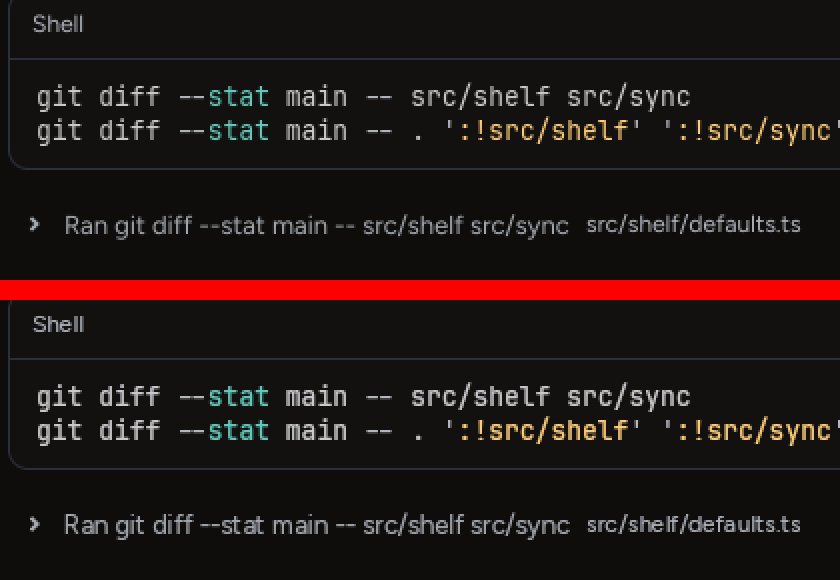 Shell
git diff --stat main -- src/shelf src/sync
git diff --stat main -- . ':!src/shelf' ':!src/sync'
Ran git diff --stat main -- src/shelf src/sync src/shelf/defaults.ts
Shell
git diff --stat main -- src/shelf src/sync
git diff --stat main -- . ':!src/shelf' ':!src/sync'
Ran git diff --stat main -- src/shelf src/sync src/shelf/defaults.ts